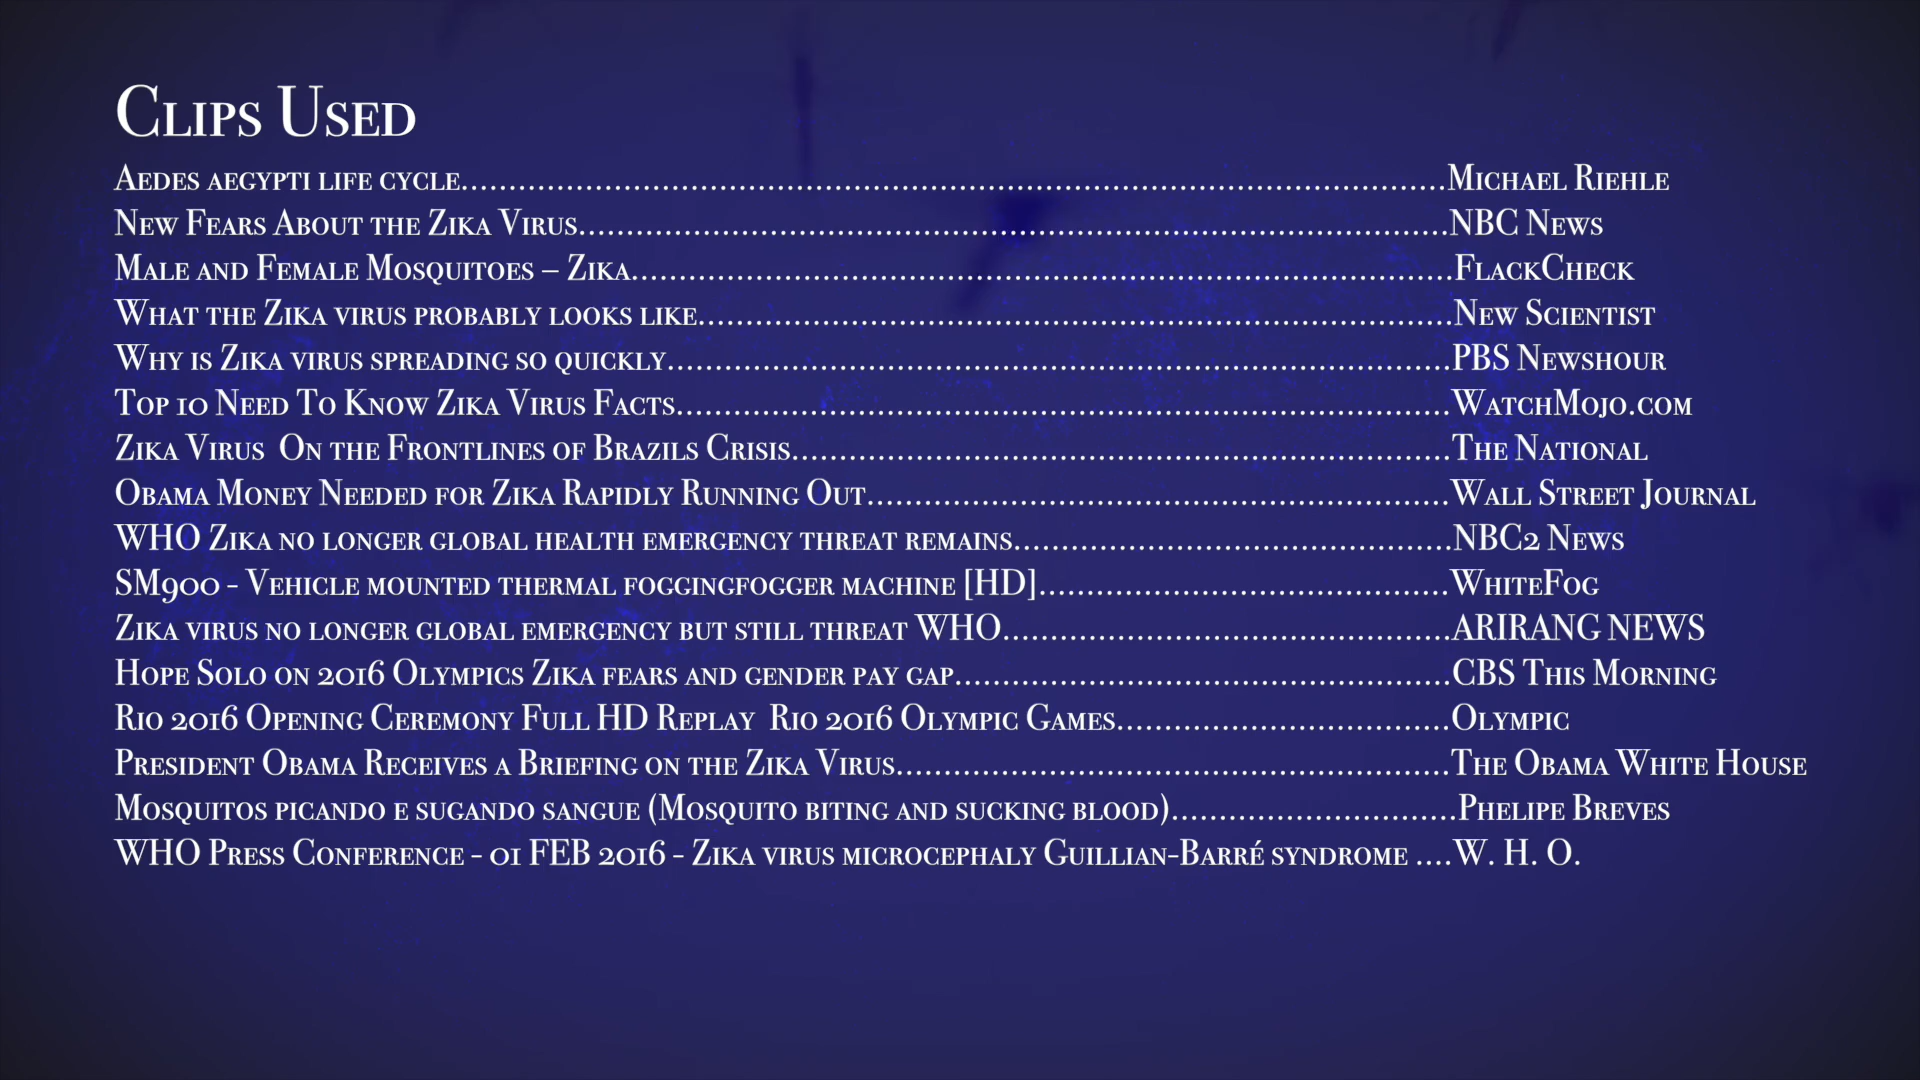 Clips Used
Aedes aegypti life cycle....................................................................................................Michael Riehle
New Fears About the Zika Virus.........................................................................................NBC News
Male and Female Mosquitoes – Zika....................................................................................FlackCheck
What the Zika virus probably looks like.............................................................................New Scientist
Why is Zika virus spreading so quickly................................................................................PBS Newshour
Top 10 Need To Know Zika Virus Facts...............................................................................WatchMojo.com
Zika Virus  On the Frontlines of Brazils Crisis...................................................................The National
Obama Money Needed for Zika Rapidly Running Out...........................................................Wall Street Journal
WHO Zika no longer global health emergency threat remains............................................NBC2 News
SM900 - Vehicle mounted thermal foggingfogger machine [HD]..........................................WhiteFog
Zika virus no longer global emergency but still threat WHO..............................................ARIRANG NEWS
Hope Solo on 2016 Olympics Zika fears and gender pay gap..................................................CBS This Morning
Rio 2016 Opening Ceremony Full HD Replay  Rio 2016 Olympic Games..................................Olympic
President Obama Receives a Briefing on the Zika Virus........................................................The Obama White House
Mosquitos picando e sugando sangue (Mosquito biting and sucking blood).............................Phelipe Breves
WHO Press Conference - 01 FEB 2016 - Zika virus microcephaly Guillian-Barré syndrome ....W. H. O.